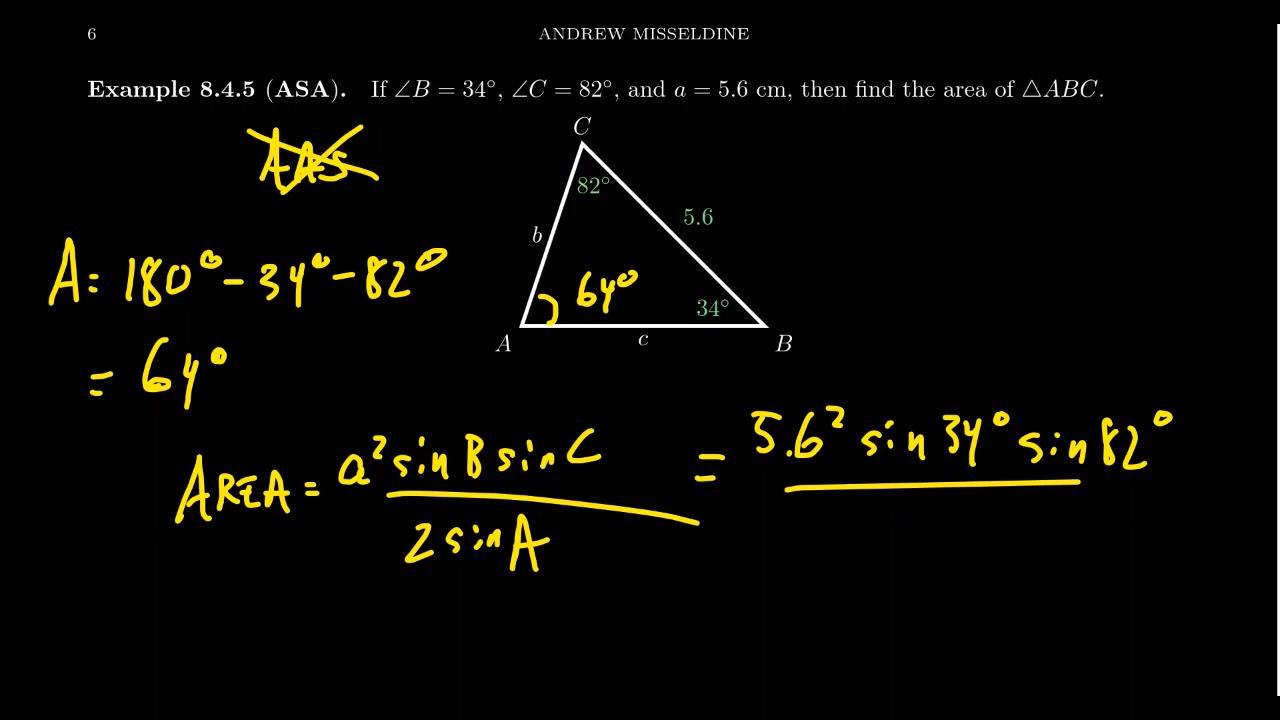 6 ANDREW MISSELDINE
Example 8.4.5 (ASA). If ∠B = 34°, ∠C = 82°, and a = 5.6 cm, then find the area of △ABC.
AAS
C
82°
5.6
b
A = 180° - 34° - 82°
64°
34°
A
c
B
= 64°
AREA = a² sin B sin C / 2 sin A = 5.6² sin 34° sin 82°